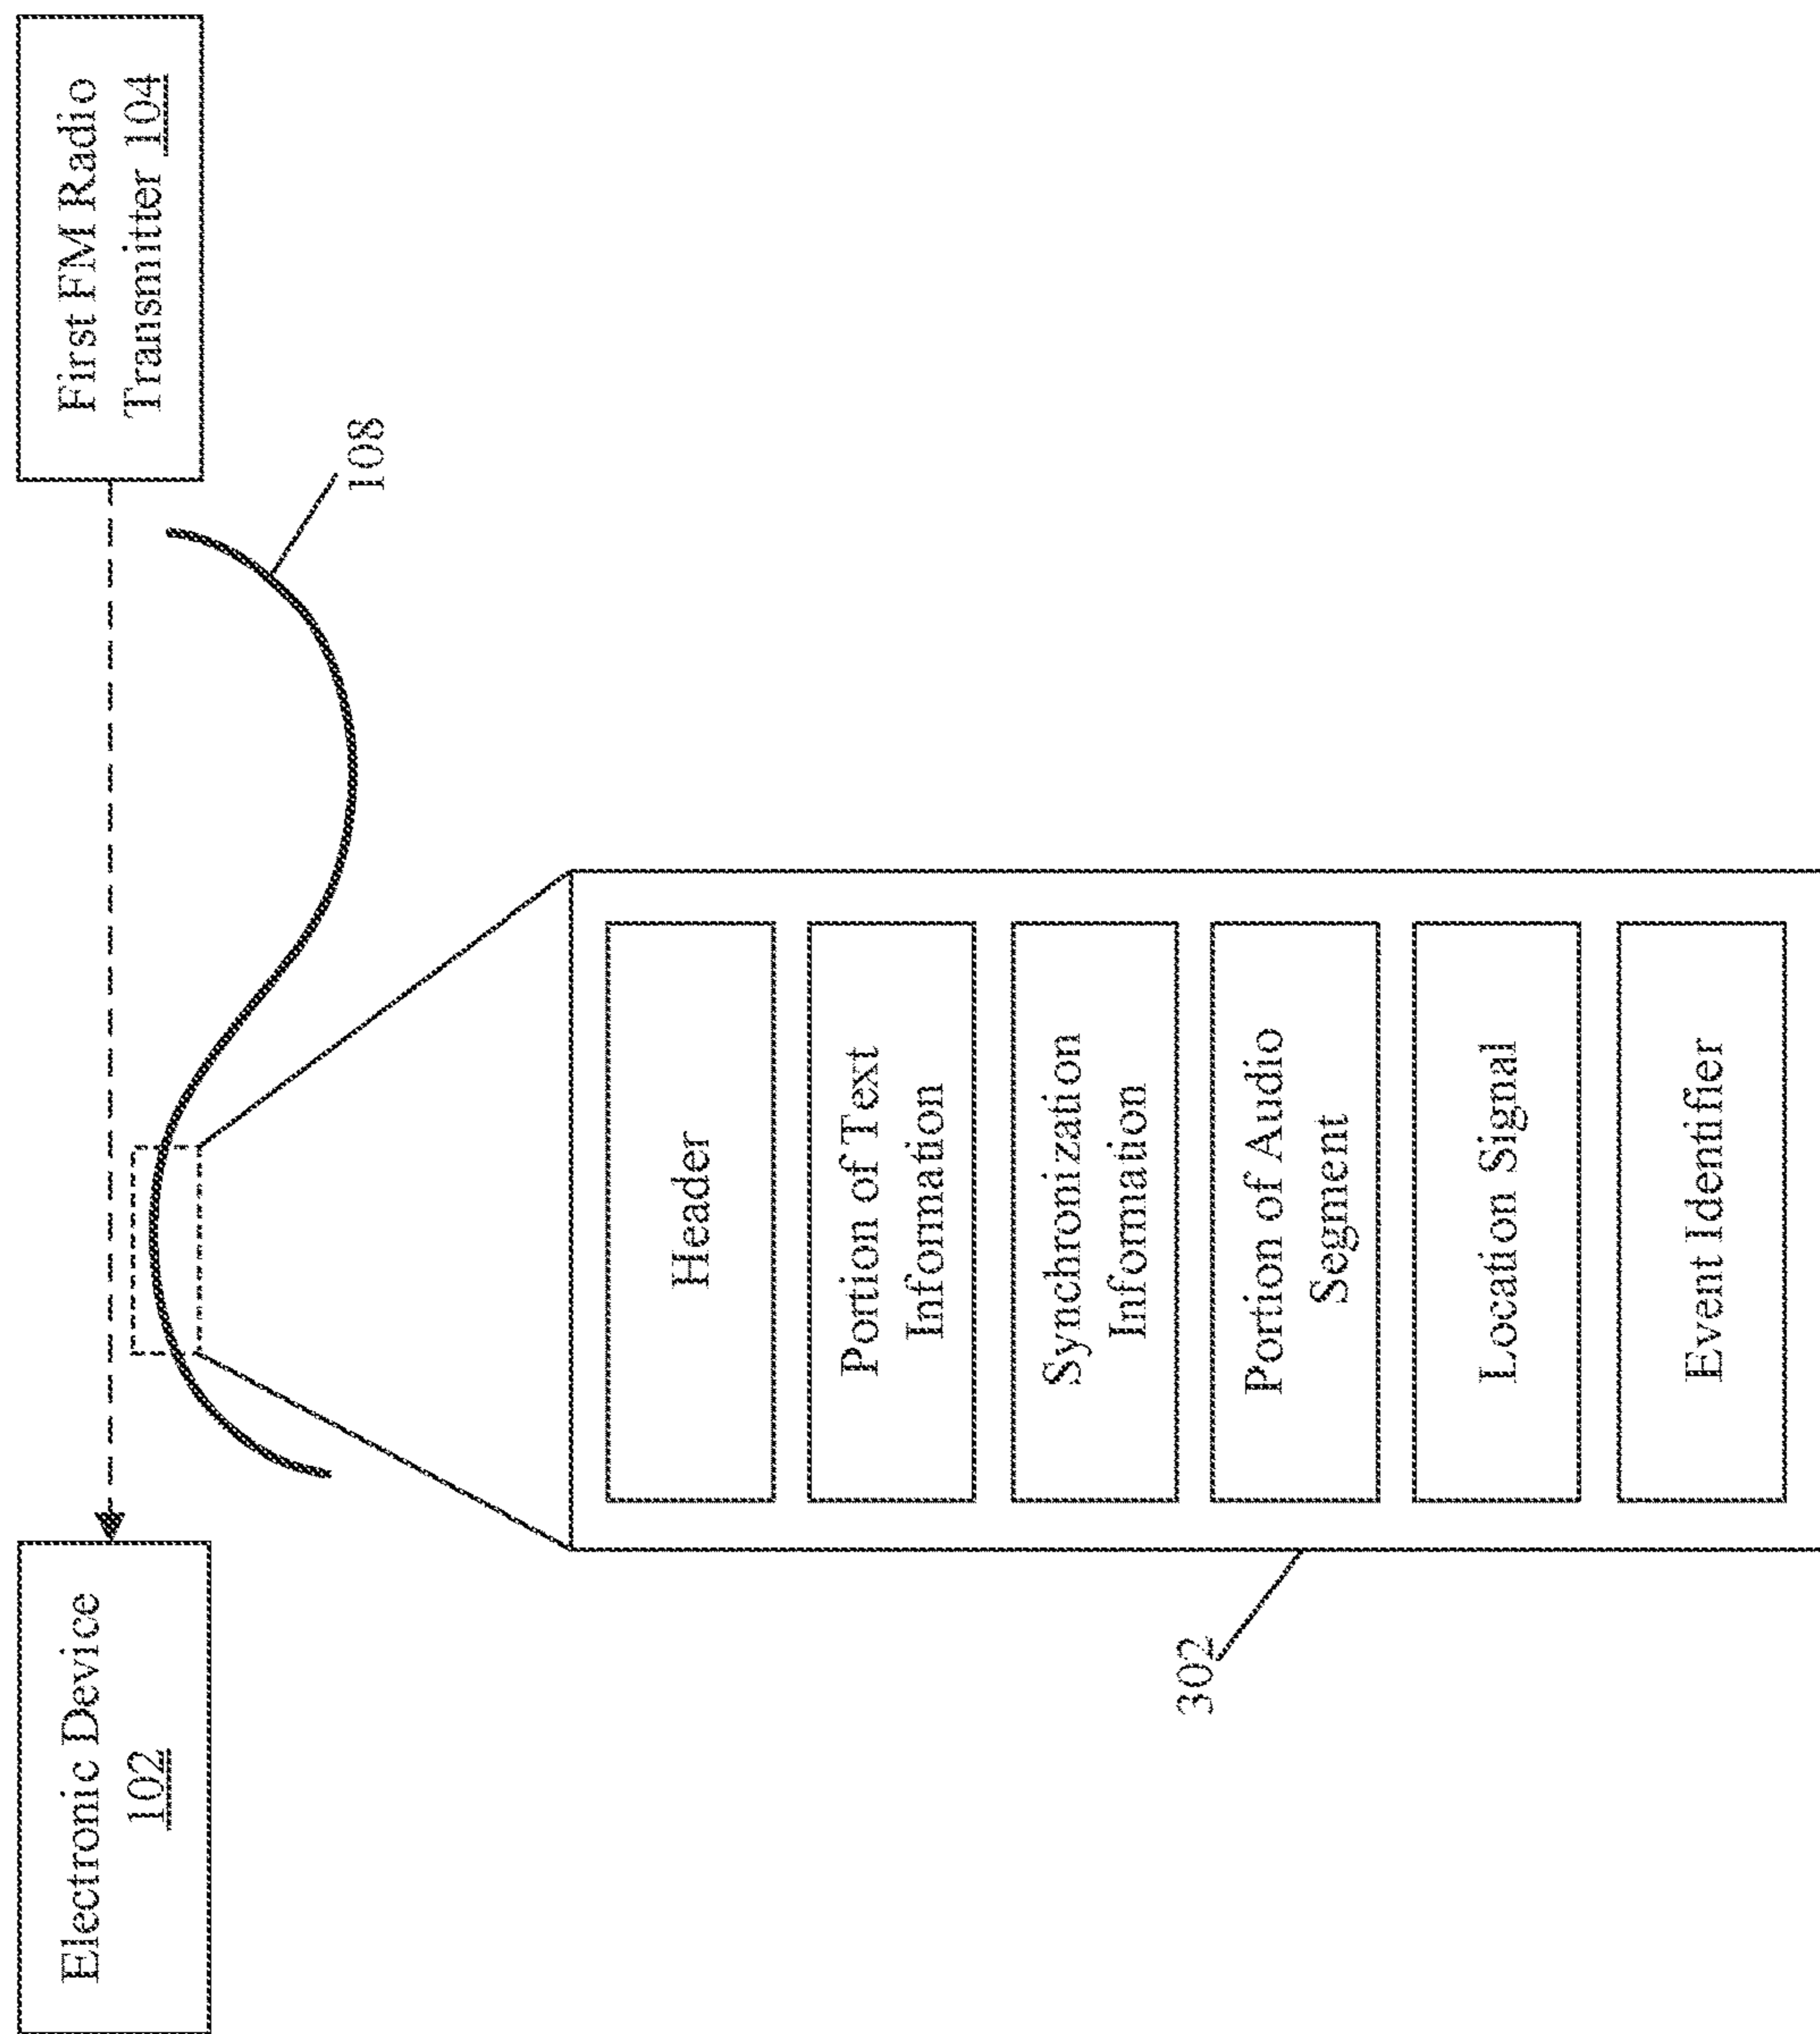 Electronic Device
102
First FM Radio
Transmitter 104
108
302
Header
Portion of Text
Information
Synchronization
Information
Portion of Audio
Segment
Location Signal
Event Identifier